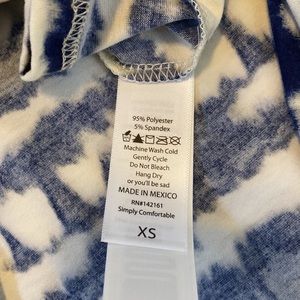 95% Polyester
5% Spandex
Machine Wash Cold
Gently Cycle
Do Not Bleach
Hang Dry
or you'll be sad
MADE IN MEXICO
RN#142161
Simply Comfortable
XS